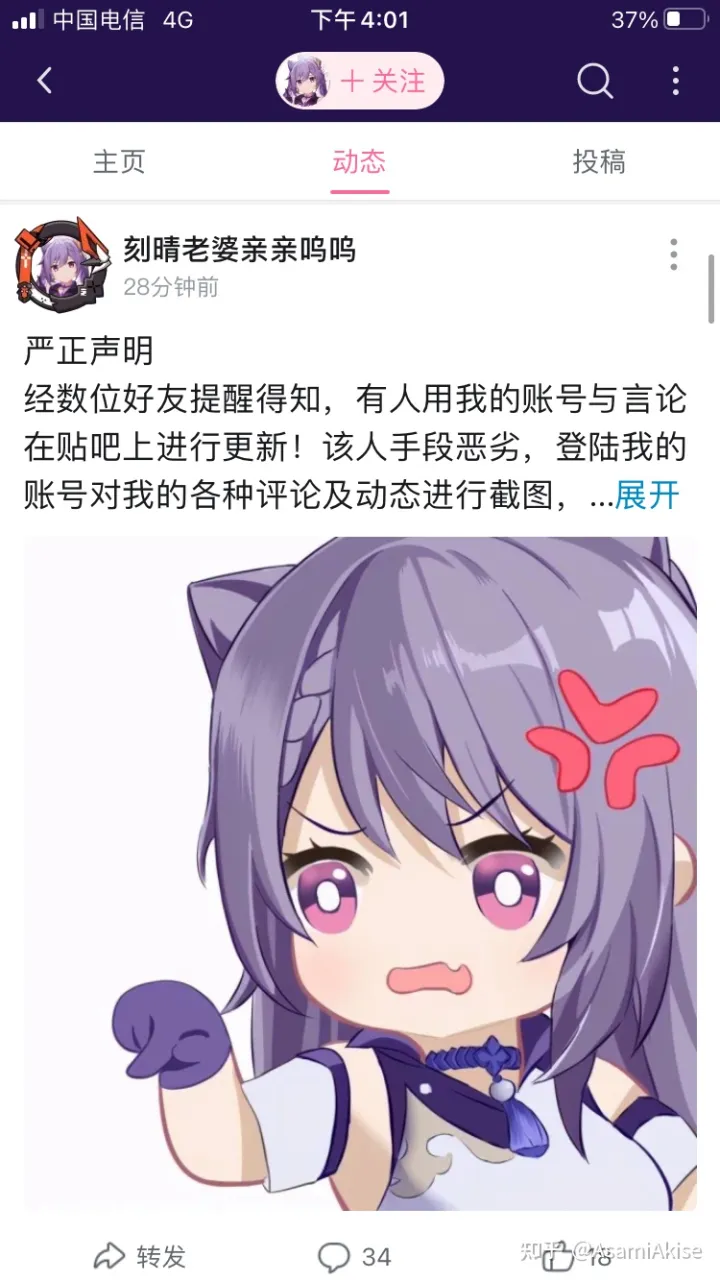 中国电信 4G 下午4:01 37%
+ 关注
主页 动态 投稿
刻晴老婆亲亲呜呜
28分钟前
严正声明
经数位好友提醒得知，有人用我的账号与言论
在贴吧上进行更新！该人手段恶劣，登陆我的
账号对我的各种评论及动态进行截图，...展开
转发 34 18
知乎 @AsamiAkise